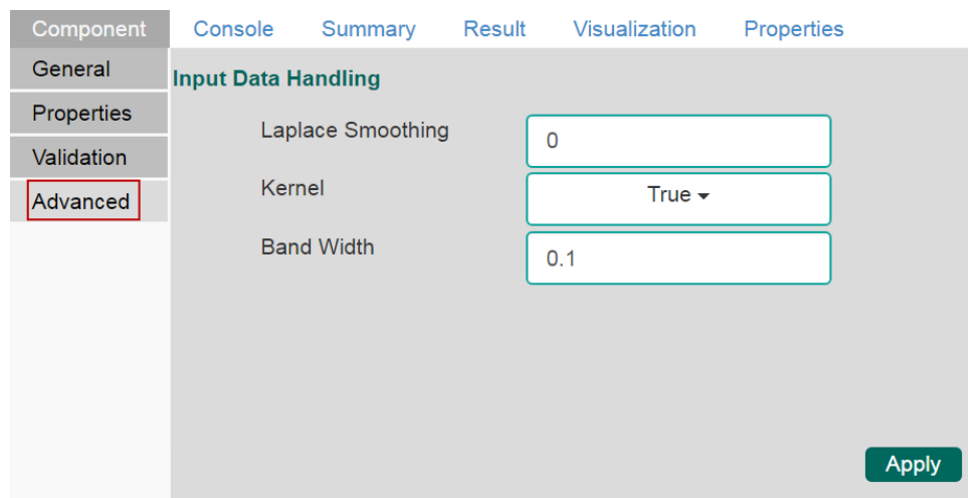 Component Console Summary Result Visualization Properties
General
Input Data Handling
Properties
Laplace Smoothing 0
Validation
Kernel True
Advanced
Band Width 0.1
Apply